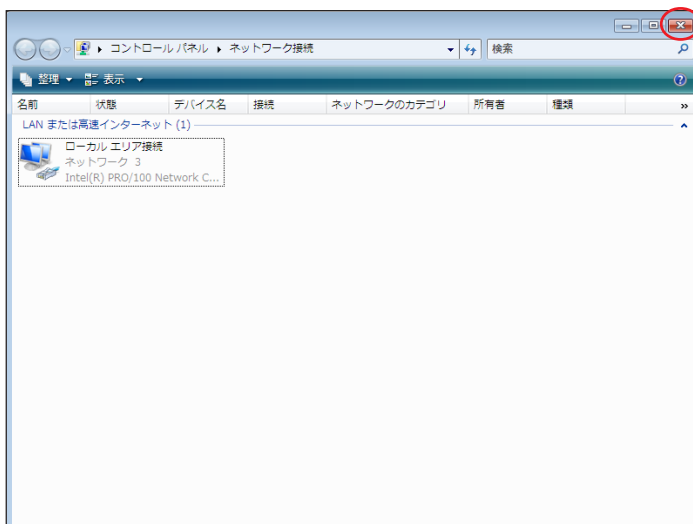 コントロール パネル ▸ ネットワーク接続
検索
整理 表示
名前 状態 デバイス名 接続 ネットワークのカテゴリ 所有者 種類 »
LAN または高速インターネット (1)
ローカル エリア接続
ネットワーク 3
Intel(R) PRO/100 Network C...